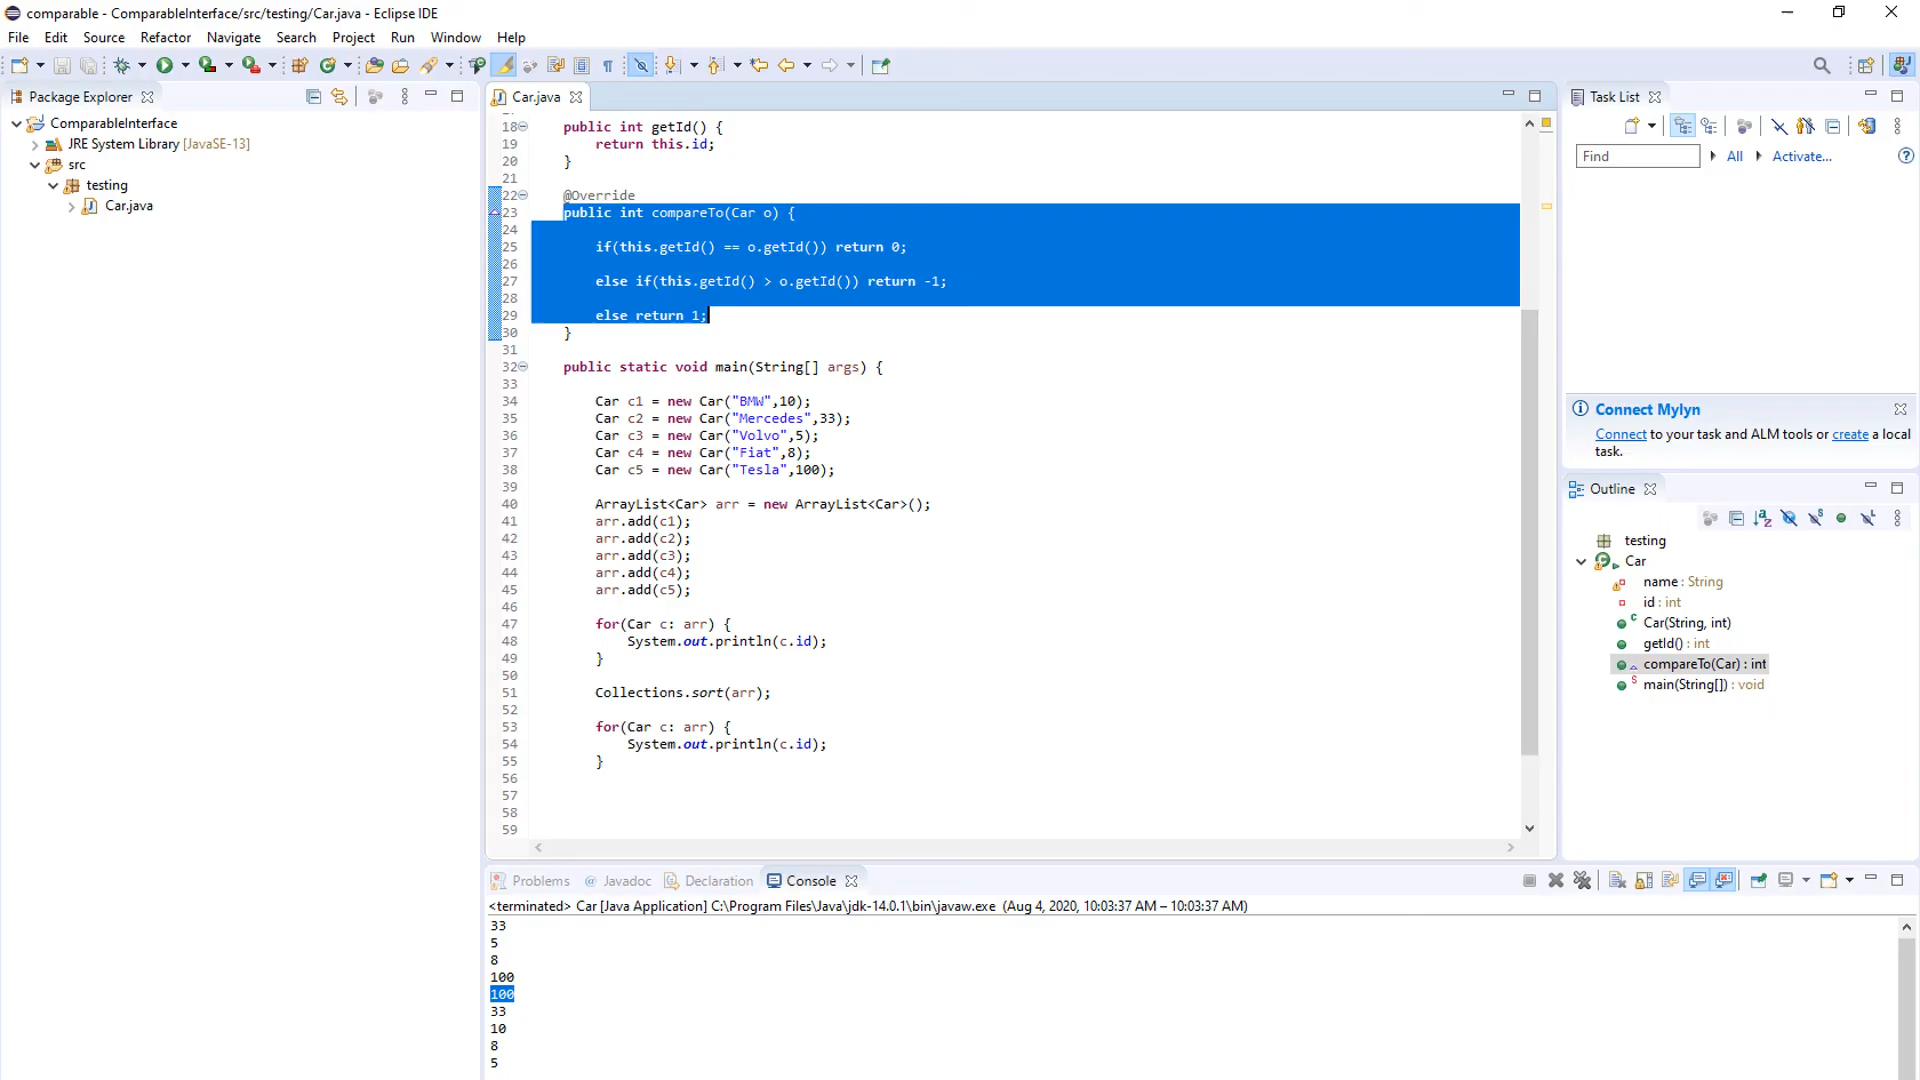 comparable - ComparableInterface/src/testing/Car.java - Eclipse IDE
File Edit Source Refactor Navigate Search Project Run Window Help
Package Explorer
ComparableInterface
JRE System Library [JavaSE-13]
src
testing
Car.java
Car.java
18 public int getId() {
19 return this.id;
20 }
21
22 @Override
23 public int compareTo(Car o) {
24
25 if(this.getId() == o.getId()) return 0;
26
27 else if(this.getId() > o.getId()) return -1;
28
29 else return 1;
30 }
31
32 public static void main(String[] args) {
33
34 Car c1 = new Car("BMW",10);
35 Car c2 = new Car("Mercedes",33);
36 Car c3 = new Car("Volvo",5);
37 Car c4 = new Car("Fiat",8);
38 Car c5 = new Car("Tesla",100);
39
40 ArrayList<Car> arr = new ArrayList<Car>();
41 arr.add(c1);
42 arr.add(c2);
43 arr.add(c3);
44 arr.add(c4);
45 arr.add(c5);
46
47 for(Car c: arr) {
48 System.out.println(c.id);
49 }
50
51 Collections.sort(arr);
52
53 for(Car c: arr) {
54 System.out.println(c.id);
55 }
56
57
58
59
Task List
Find All Activate...
Connect Mylyn
Connect to your task and ALM tools or create a local
task.
Outline
testing
Car
name : String
id : int
Car(String, int)
getId() : int
compareTo(Car) : int
main(String[]) : void
Problems @ Javadoc Declaration Console
<terminated> Car [Java Application] C:\Program Files\Java\jdk-14.0.1\bin\javaw.exe (Aug 4, 2020, 10:03:37 AM – 10:03:37 AM)
33
5
8
100
100
33
10
8
5